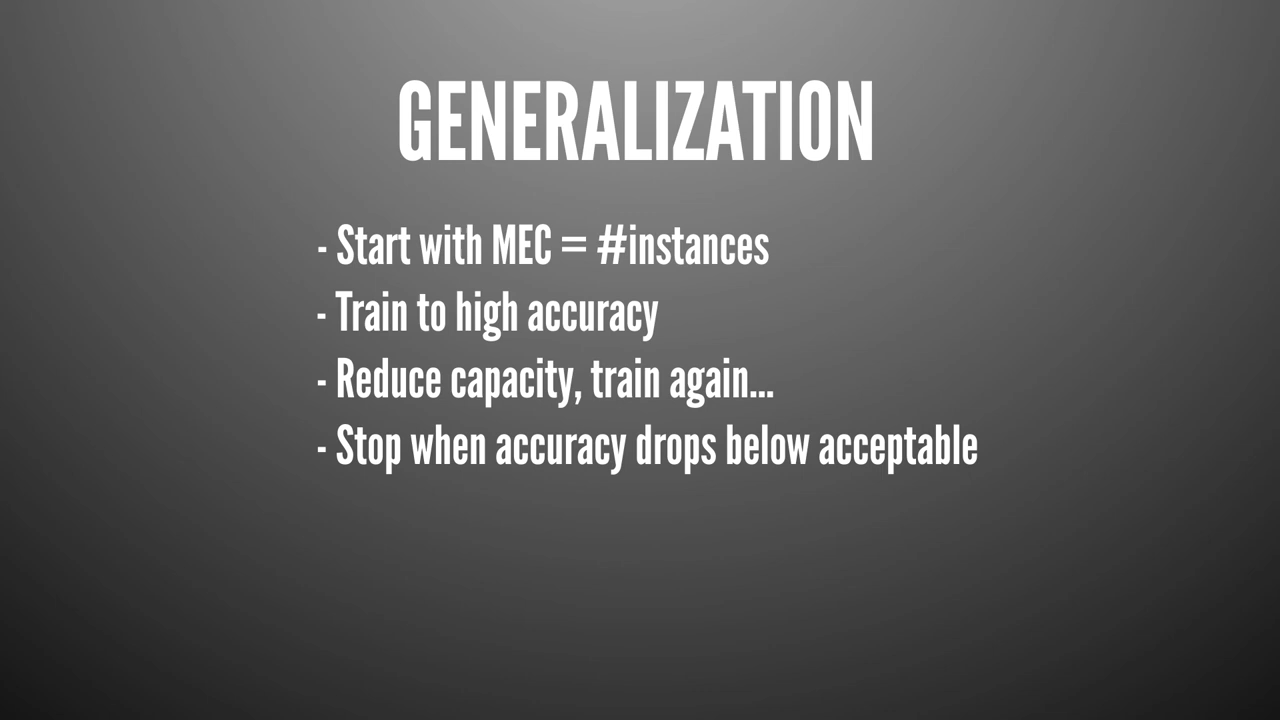 GENERALIZATION
- Start with MEC = #instances
- Train to high accuracy
- Reduce capacity, train again...
- Stop when accuracy drops below acceptable